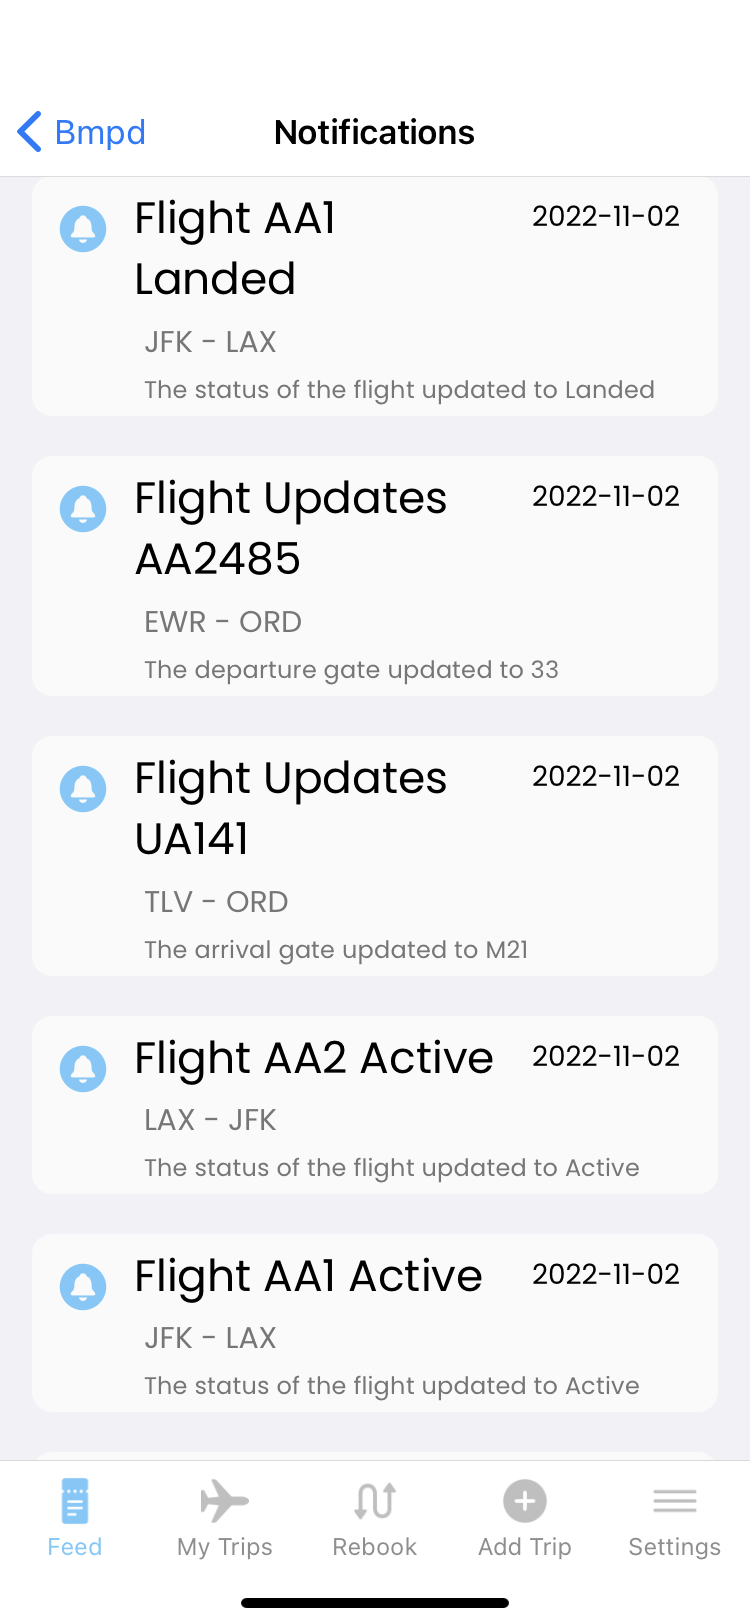 Bmpd
Notifications
Flight AA1
Landed
2022-11-02
JFK - LAX
The status of the flight updated to Landed
Flight Updates
AA2485
2022-11-02
EWR - ORD
The departure gate updated to 33
Flight Updates
UA141
2022-11-02
TLV - ORD
The arrival gate updated to M21
Flight AA2 Active
2022-11-02
LAX - JFK
The status of the flight updated to Active
Flight AA1 Active
2022-11-02
JFK - LAX
The status of the flight updated to Active
Feed
My Trips
Rebook
Add Trip
Settings